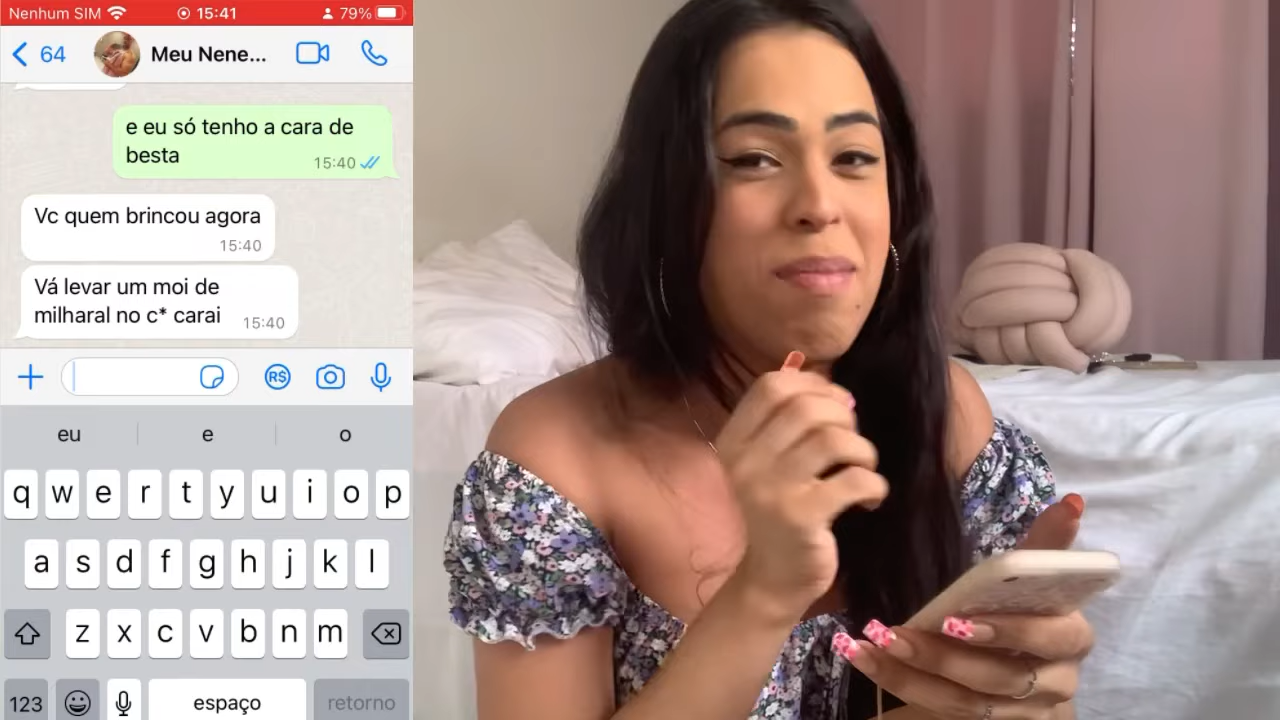 Nenhum SIM 15:41 79%
64 Meu Nene...
e eu só tenho a cara de
besta 15:40
Vc quem brincou agora
15:40
Vá levar um moi de
milharal no c* carai 15:40
R$
eu e o
q w e r t y u i o p
a s d f g h j k l
z x c v b n m
123 espaço retorno